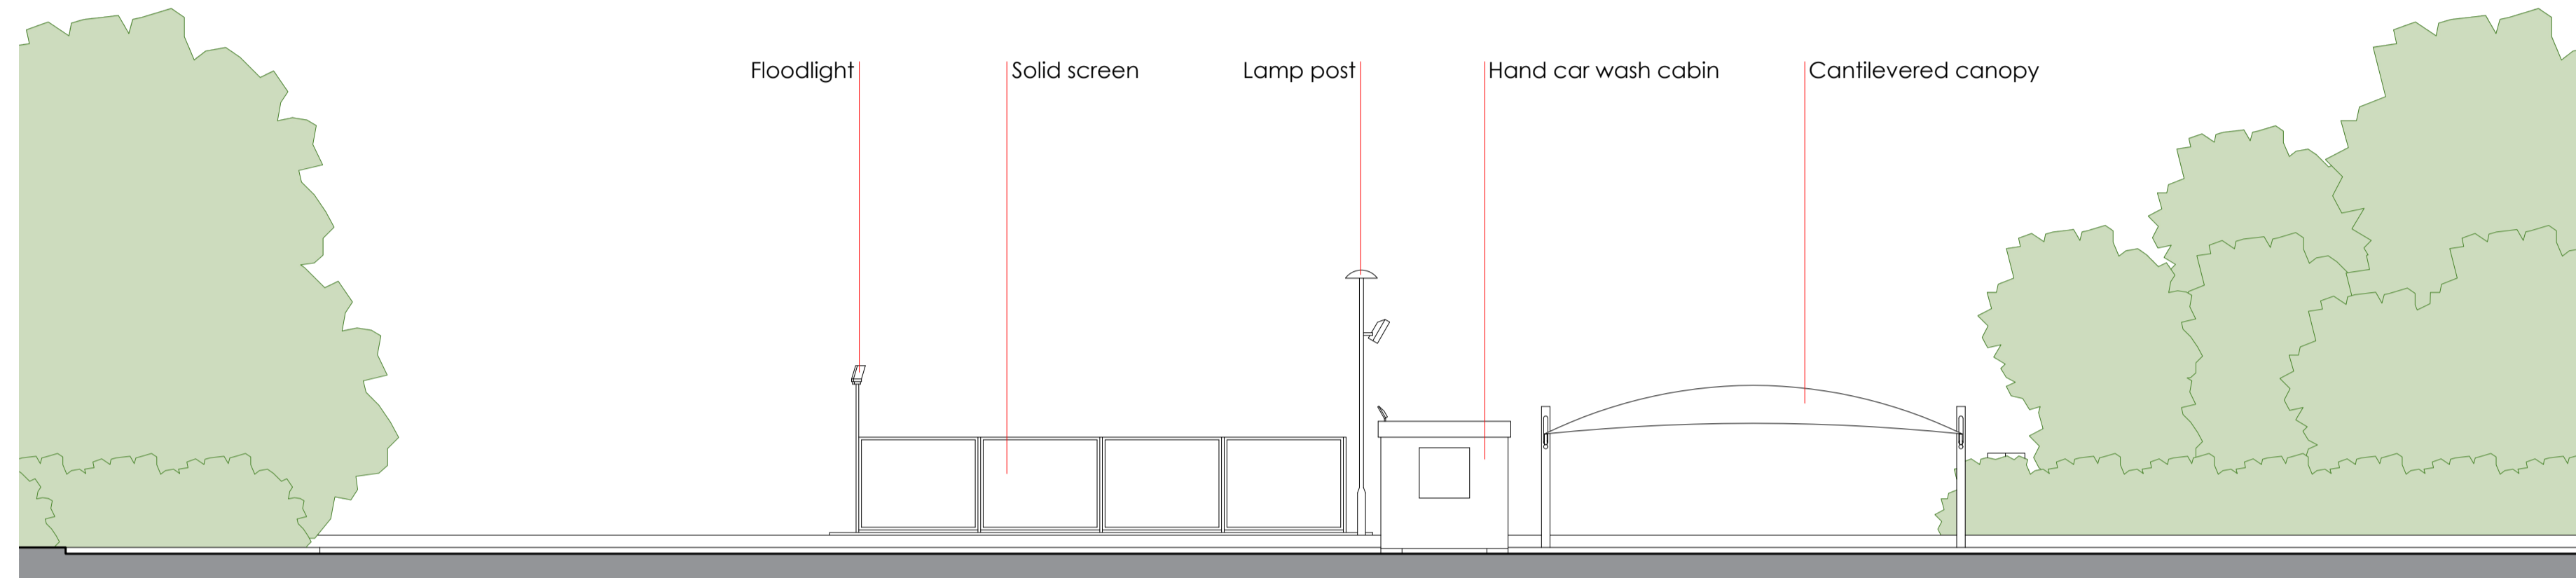 Floodlight
Solid screen
Lamp post
Hand car wash cabin
Cantilevered canopy